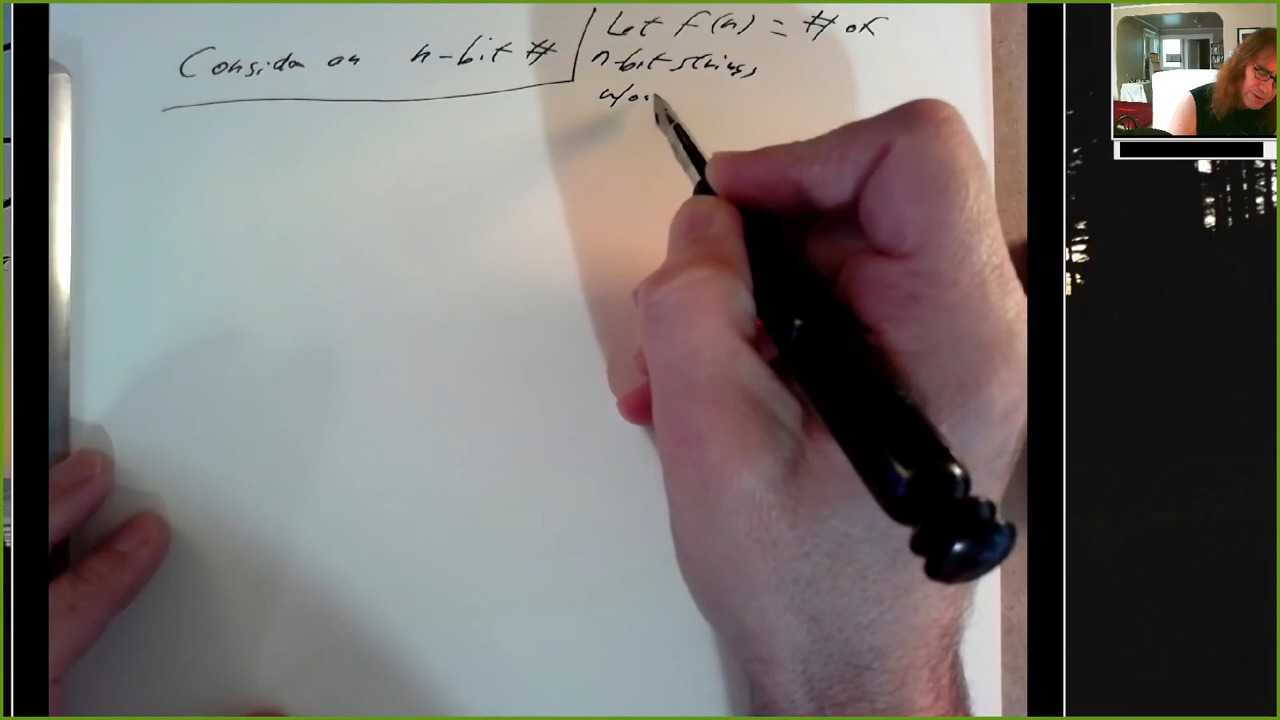 Consider an n-bit #
Let f(n) = # of
n-bit strings
w/o